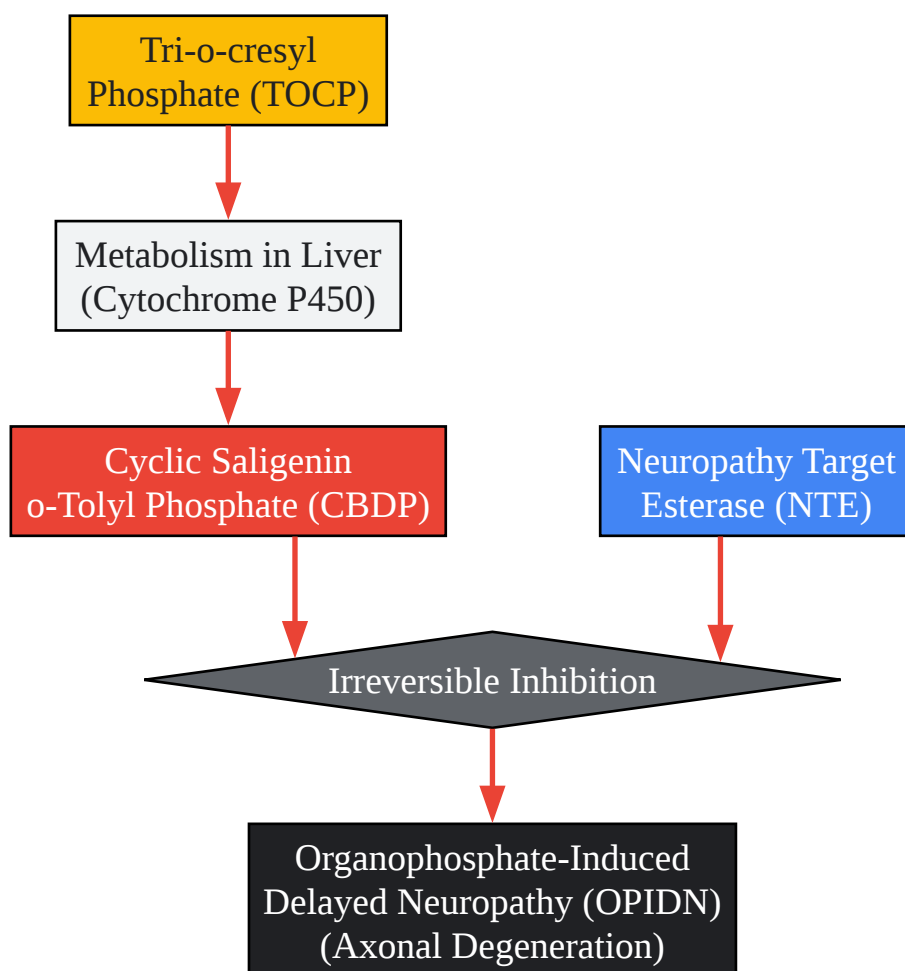 Tri-o-cresyl
Phosphate (TOCP)
Metabolism in Liver
(Cytochrome P450)
Cyclic Saligenin
o-Tolyl Phosphate (CBDP)
Neuropathy Target
Esterase (NTE)
Irreversible Inhibition
Organophosphate-Induced
Delayed Neuropathy (OPIDN)
(Axonal Degeneration)